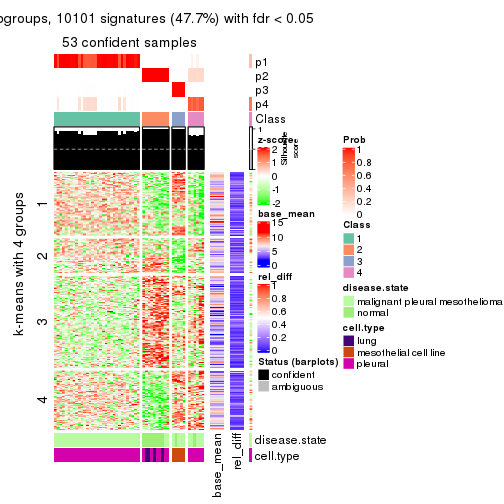 ogroups, 10101 signatures (47.7%) with fdr < 0.05
53 confident samples
p1
p2
p3
p4
Class
1
Silhouette
score
k-means with 4 groups
1
2
3
4
base_mean
rel_diff
disease.state
cell.type
z-score
2
1
0
-1
-2
base_mean
15
10
5
0
rel_diff
1
0.8
0.6
0.4
0.2
0
Status (barplots)
confident
ambiguous
Prob
1
0.8
0.6
0.4
0.2
0
Class
1
2
3
4
disease.state
malignant pleural mesothelioma
normal
cell.type
lung
mesothelial cell line
pleural